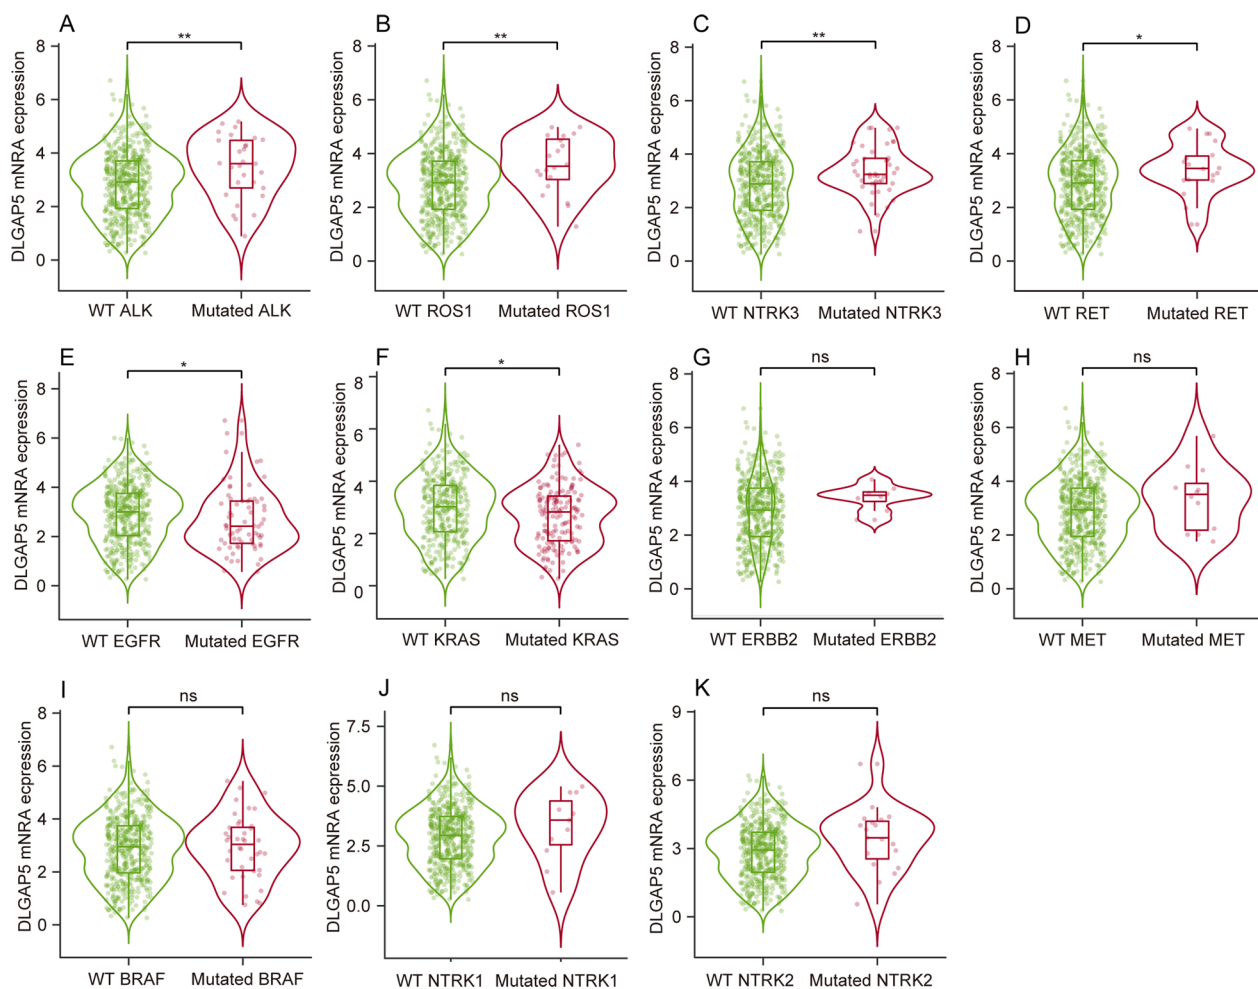 A
DLGAP5 mNRA ecpression
8
6
4
2
0
**
WT ALK
Mutated ALK
B
DLGAP5 mNRA ecpression
8
6
4
2
0
**
WT ROS1
Mutated ROS1
C
DLGAP5 mNRA ecpression
8
6
4
2
0
**
WT NTRK3
Mutated NTRK3
D
DLGAP5 mNRA ecpression
8
6
4
2
0
*
WT RET
Mutated RET
E
DLGAP5 mNRA ecpression
8
6
4
2
0
*
WT EGFR
Mutated EGFR
F
DLGAP5 mNRA ecpression
8
6
4
2
0
*
WT KRAS
Mutated KRAS
G
DLGAP5 mNRA ecpression
8
6
4
2
0
ns
WT ERBB2
Mutated ERBB2
H
DLGAP5 mNRA ecpression
8
6
4
2
0
ns
WT MET
Mutated MET
I
DLGAP5 mNRA ecpression
8
6
4
2
0
ns
WT BRAF
Mutated BRAF
J
DLGAP5 mNRA ecpression
7.5
5.0
2.5
0.0
ns
WT NTRK1
Mutated NTRK1
K
DLGAP5 mNRA ecpression
9
6
3
0
ns
WT NTRK2
Mutated NTRK2